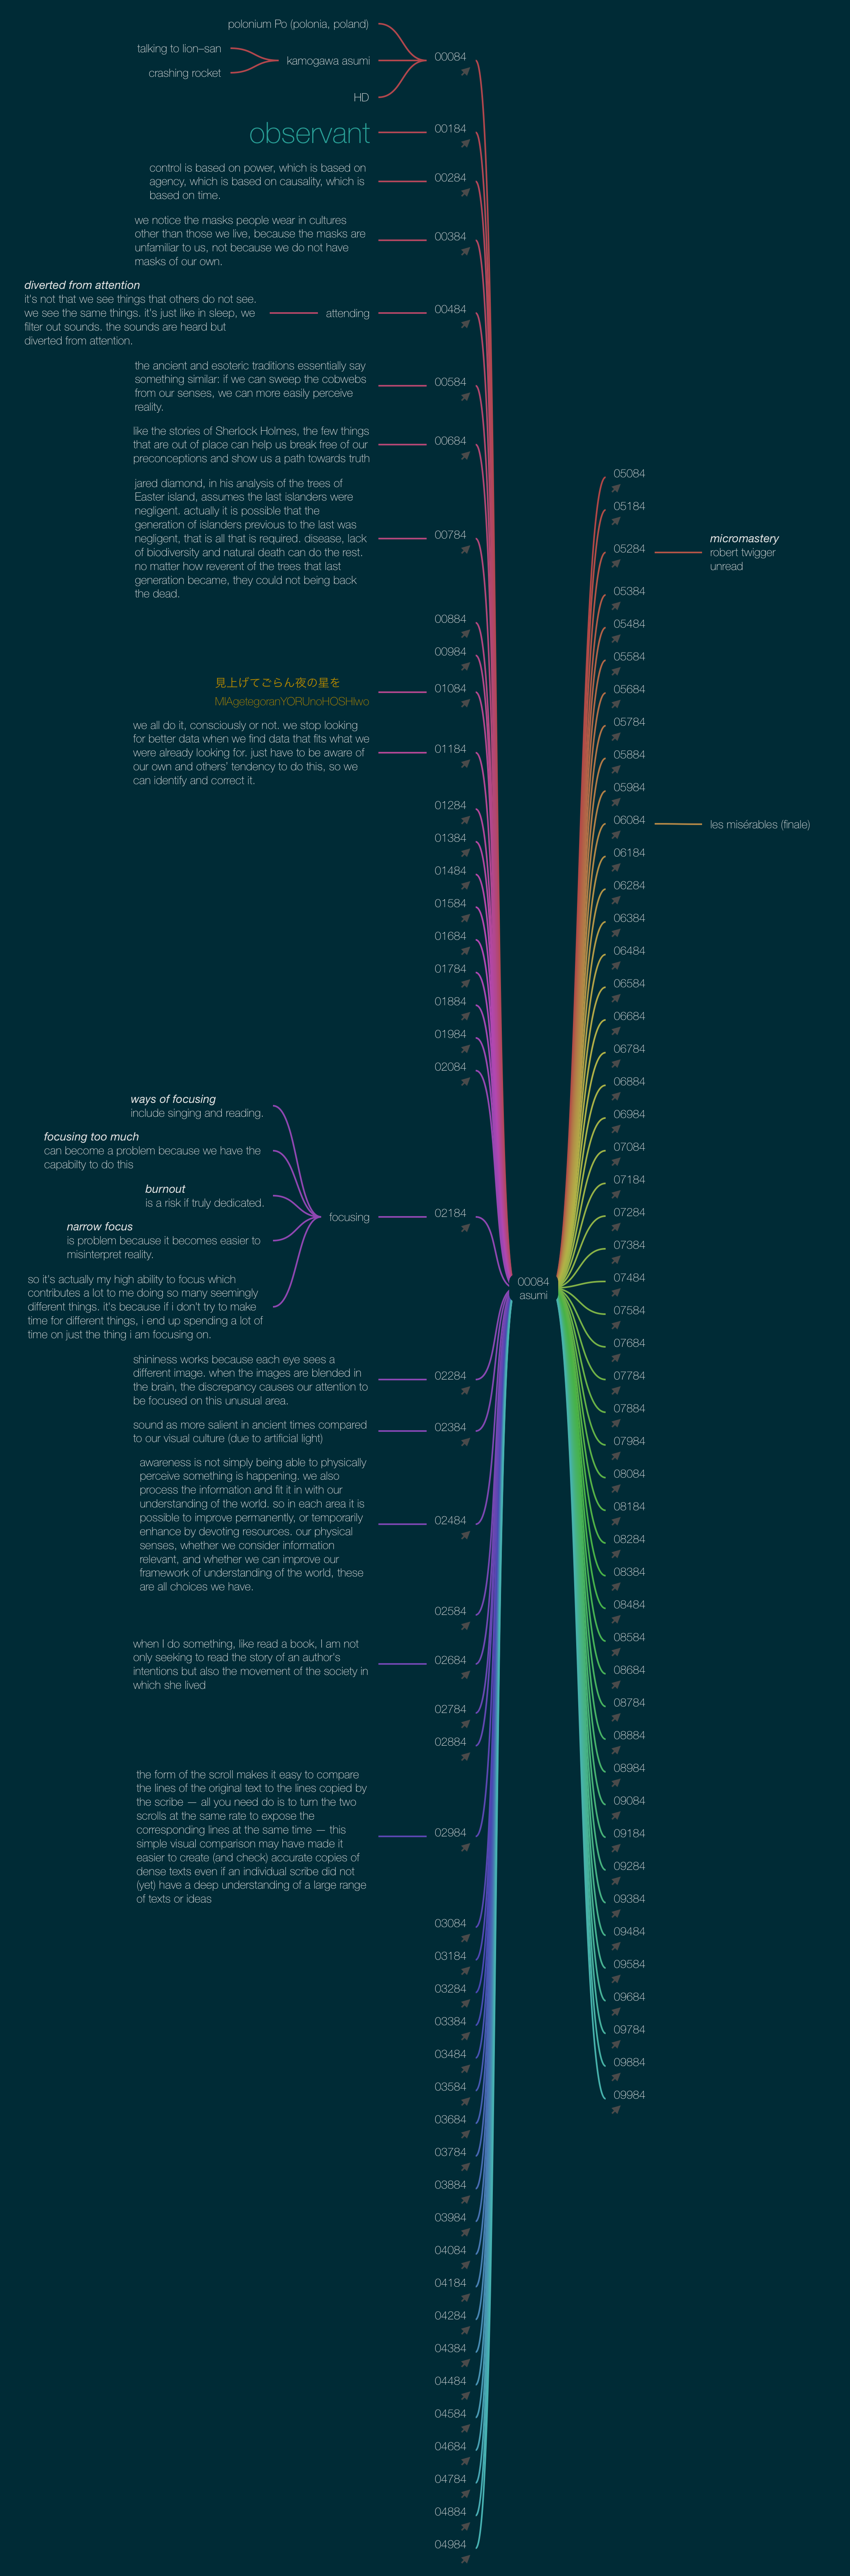 polonium Po (polonia, poland)
talking to lion–san
crashing rocket
kamogawa asumi
HD
00084
observant
00184
control is based on power, which is based on
agency, which is based on causality, which is
based on time.
00284
we notice the masks people wear in cultures
other than those we live, because the masks are
unfamiliar to us, not because we do not have
masks of our own.
00384
diverted from attention
it's not that we see things that others do not see.
we see the same things. it's just like in sleep, we
filter out sounds. the sounds are heard but
diverted from attention.
attending
00484
the ancient and esoteric traditions essentially say
something similar: if we can sweep the cobwebs
from our senses, we can more easily perceive
reality.
00584
like the stories of Sherlock Holmes, the few things
that are out of place can help us break free of our
preconceptions and show us a path towards truth
00684
jared diamond, in his analysis of the trees of
Easter island, assumes the last islanders were
negligent. actually it is possible that the
generation of islanders previous to the last was
negligent, that is all that is required. disease, lack
of biodiversity and natural death can do the rest.
no matter how reverent of the trees that last
generation became, they could not being back
the dead.
00784
00884
00984
見上げてごらん夜の星を
MIAgetegoranYORUnoHOSHIwo
01084
we all do it, consciously or not. we stop looking
for better data when we find data that fits what we
were already looking for. just have to be aware of
our own and others' tendency to do this, so we
can identify and correct it.
01184
01284
01384
01484
01584
01684
01784
01884
01984
02084
ways of focusing
include singing and reading.
focusing too much
can become a problem because we have the
capabilty to do this
burnout
is a risk if truly dedicated.
narrow focus
is problem because it becomes easier to
misinterpret reality.
so it's actually my high ability to focus which
contributes a lot to me doing so many seemingly
different things. it's because if i don't try to make
time for different things, i end up spending a lot of
time on just the thing i am focusing on.
focusing
02184
shininess works because each eye sees a
different image. when the images are blended in
the brain, the discrepancy causes our attention to
be focused on this unusual area.
02284
sound as more salient in ancient times compared
to our visual culture (due to artificial light)
02384
awareness is not simply being able to physically
perceive something is happening. we also
process the information and fit it in with our
understanding of the world. so in each area it is
possible to improve permanently, or temporarily
enhance by devoting resources. our physical
senses, whether we consider information
relevant, and whether we can improve our
framework of understanding of the world, these
are all choices we have.
02484
02584
when I do something, like read a book, I am not
only seeking to read the story of an author's
intentions but also the movement of the society in
which she lived
02684
02784
02884
the form of the scroll makes it easy to compare
the lines of the original text to the lines copied by
the scribe — all you need do is to turn the two
scrolls at the same rate to expose the
corresponding lines at the same time — this
simple visual comparison may have made it
easier to create (and check) accurate copies of
dense texts even if an individual scribe did not
(yet) have a deep understanding of a large range
of texts or ideas
02984
03084
03184
03284
03384
03484
03584
03684
03784
03884
03984
04084
04184
04284
04384
04484
04584
04684
04784
04884
04984
00084
asumi
05084
05184
05284
micromastery
robert twigger
unread
05384
05484
05584
05684
05784
05884
05984
06084
les misérables (finale)
06184
06284
06384
06484
06584
06684
06784
06884
06984
07084
07184
07284
07384
07484
07584
07684
07784
07884
07984
08084
08184
08284
08384
08484
08584
08684
08784
08884
08984
09084
09184
09284
09384
09484
09584
09684
09784
09884
09984